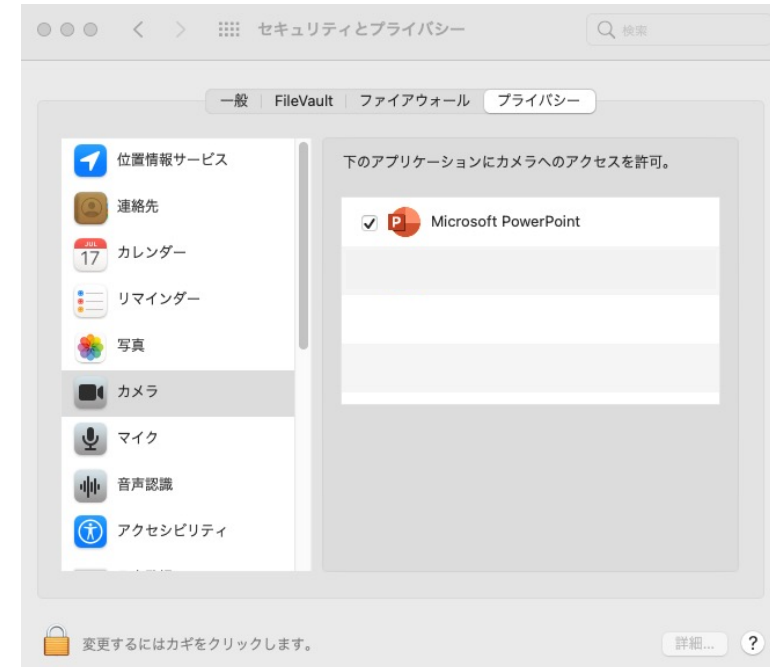 セキュリティとプライバシー
検索
一般 FileVault ファイアウォール プライバシー
位置情報サービス
連絡先
JUL
17
カレンダー
リマインダー
写真
カメラ
マイク
音声認識
アクセシビリティ
下のアプリケーションにカメラへのアクセスを許可。
P
Microsoft PowerPoint
変更するにはカギをクリックします。
詳細...
?